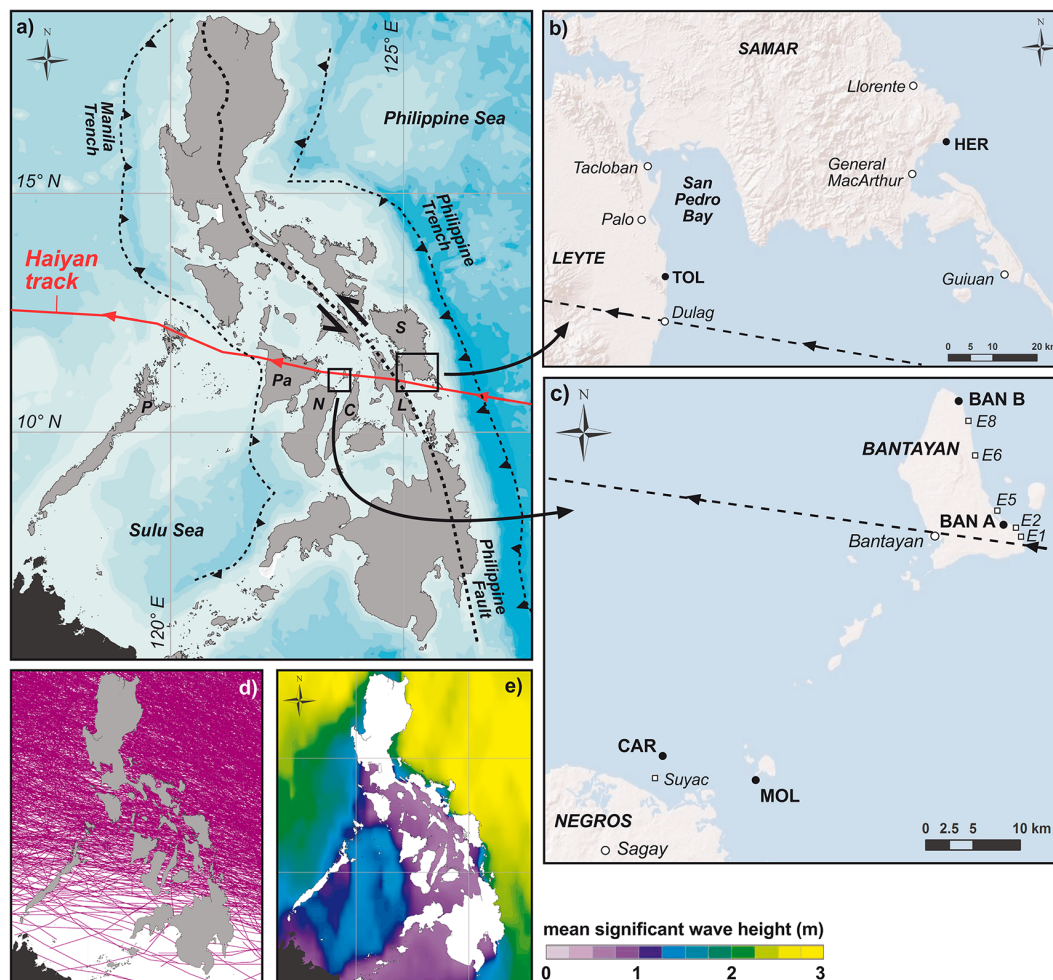 a)
N
125° E
Manila
Trench
Philippine Sea
15° N
Philippine
Trench
Haiyan
track
S
Pa
P
N
C
L
10° N
Sulu Sea
Philippine
Fault
120° E
b)
N
SAMAR
Llorente
HER
General
MacArthur
Tacloban
San
Pedro
Bay
Palo
LEYTE
TOL
Guiuan
Dulag
0 5 10 20 km
c)
N
BAN B
E8
BANTAYAN
E6
E5
BAN A
E2
E1
Bantayan
CAR
Suyac
MOL
NEGROS
Sagay
0 2.5 5 10 km
d)
e)
N
mean significant wave height (m)
0 1 2 3